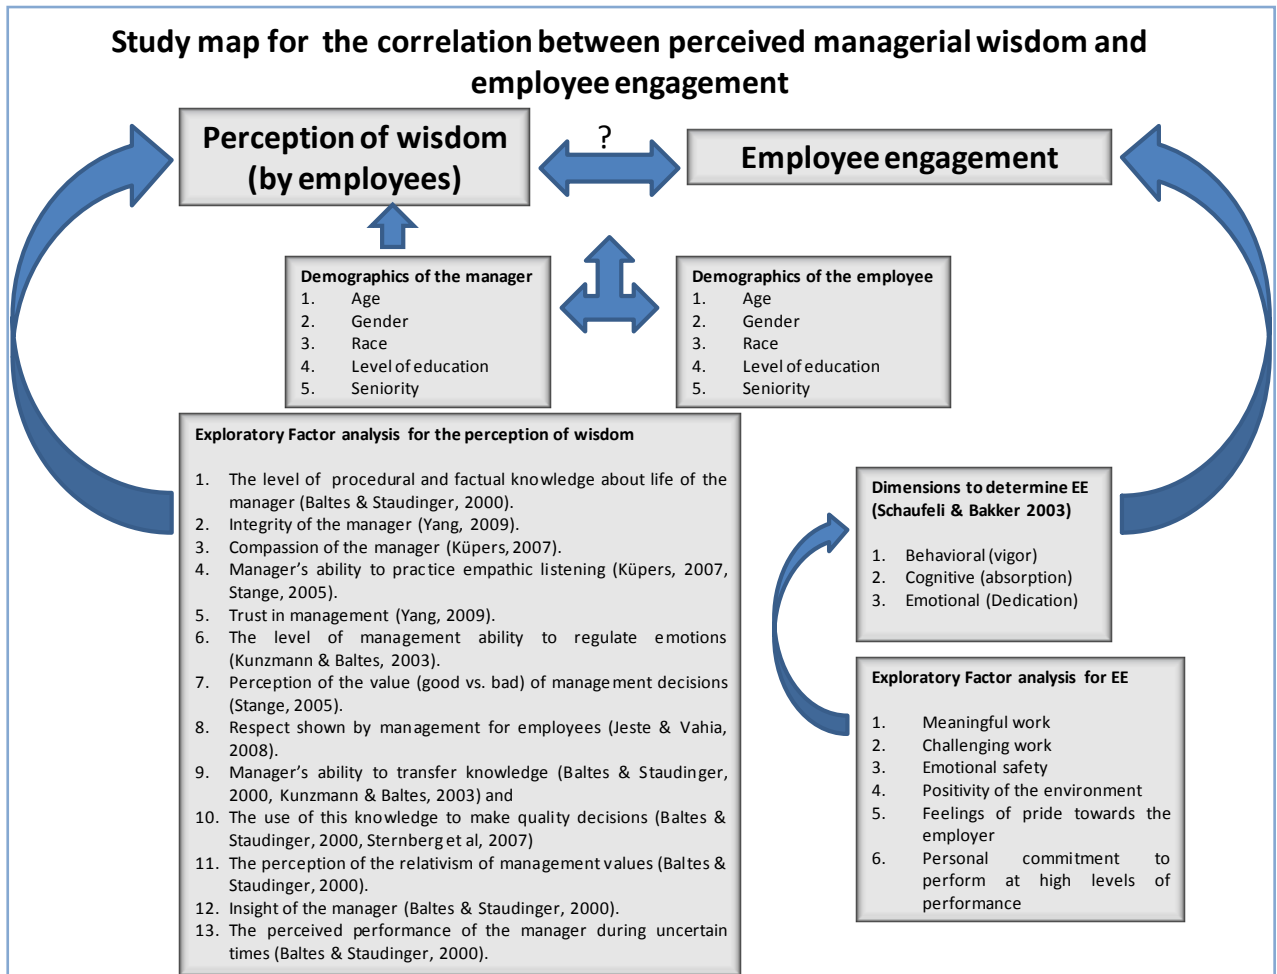 Study map for the correlation between perceived managerial wisdom and
employee engagement
Perception of wisdom
(by employees)
?
Employee engagement
Demographics of the manager
1. Age
2. Gender
3. Race
4. Level of education
5. Seniority
Demographics of the employee
1. Age
2. Gender
3. Race
4. Level of education
5. Seniority
Exploratory Factor analysis for the perception of wisdom
1. The level of procedural and factual knowledge about life of the
manager (Baltes & Staudinger, 2000).
2. Integrity of the manager (Yang, 2009).
3. Compassion of the manager (Küpers, 2007).
4. Manager's ability to practice empathic listening (Küpers, 2007,
Stange, 2005).
5. Trust in management (Yang, 2009).
6. The level of management ability to regulate emotions
(Kunzmann & Baltes, 2003).
7. Perception of the value (good vs. bad) of management decisions
(Stange, 2005).
8. Respect shown by management for employees (Jeste & Vahia,
2008).
9. Manager's ability to transfer knowledge (Baltes & Staudinger,
2000, Kunzmann & Baltes, 2003) and
10. The use of this knowledge to make quality decisions (Baltes &
Staudinger, 2000, Sternberg et al, 2007)
11. The perception of the relativism of management values (Baltes &
Staudinger, 2000).
12. Insight of the manager (Baltes & Staudinger, 2000).
13. The perceived performance of the manager during uncertain
times (Baltes & Staudinger, 2000).
Dimensions to determine EE
(Schaufeli & Bakker 2003)
1. Behavioral (vigor)
2. Cognitive (absorption)
3. Emotional (Dedication)
Exploratory Factor analysis for EE
1. Meaningful work
2. Challenging work
3. Emotional safety
4. Positivity of the environment
5. Feelings of pride towards the
employer
6. Personal commitment to
perform at high levels of
performance